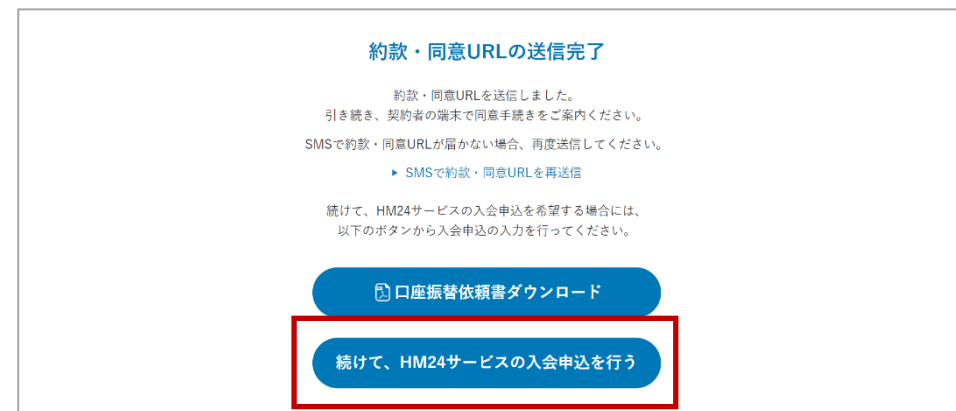 約款・同意URLの送信完了
約款・同意URLを送信しました。
引き続き、契約者の端末で同意手続きをご案内ください。
SMSで約款・同意URLが届かない場合、再度送信してください。
SMSで約款・同意URLを再送信
続けて、HM24サービスの入会申込を希望する場合には、
以下のボタンから入会申込の入力を行ってください。
口座振替依頼書ダウンロード
続けて、HM24サービスの入会申込を行う